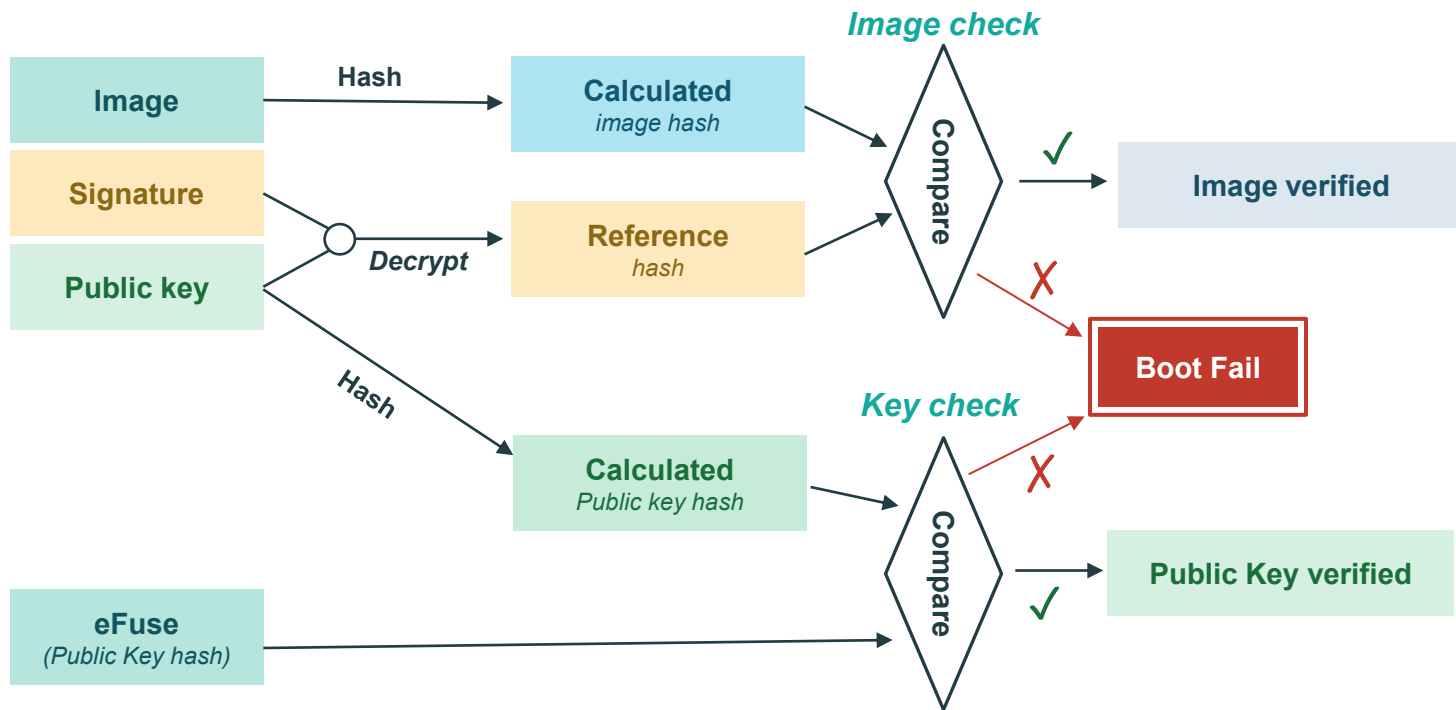 Image check
Image
Hash
Calculated
image hash
Compare
Image verified
Signature
Decrypt
Reference
hash
Public key
Boot Fail
Hash
Key check
Calculated
Public key hash
Compare
Public Key verified
eFuse
(Public Key hash)